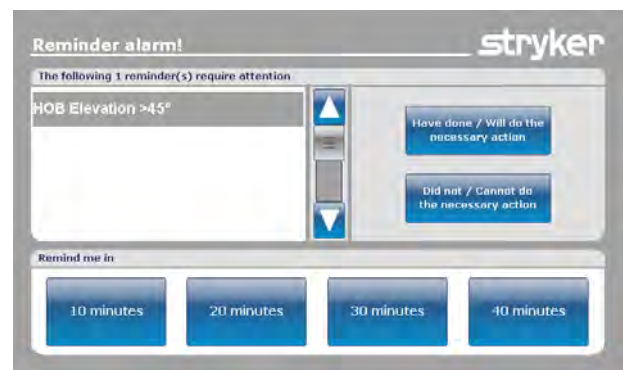 Reminder alarm!
stryker
The following 1 reminder(s) require attention
HOB Elevation >45°
Have done / Will do the
necessary action
Did not / Cannot do
the necessary action
Remind me in
10 minutes
20 minutes
30 minutes
40 minutes